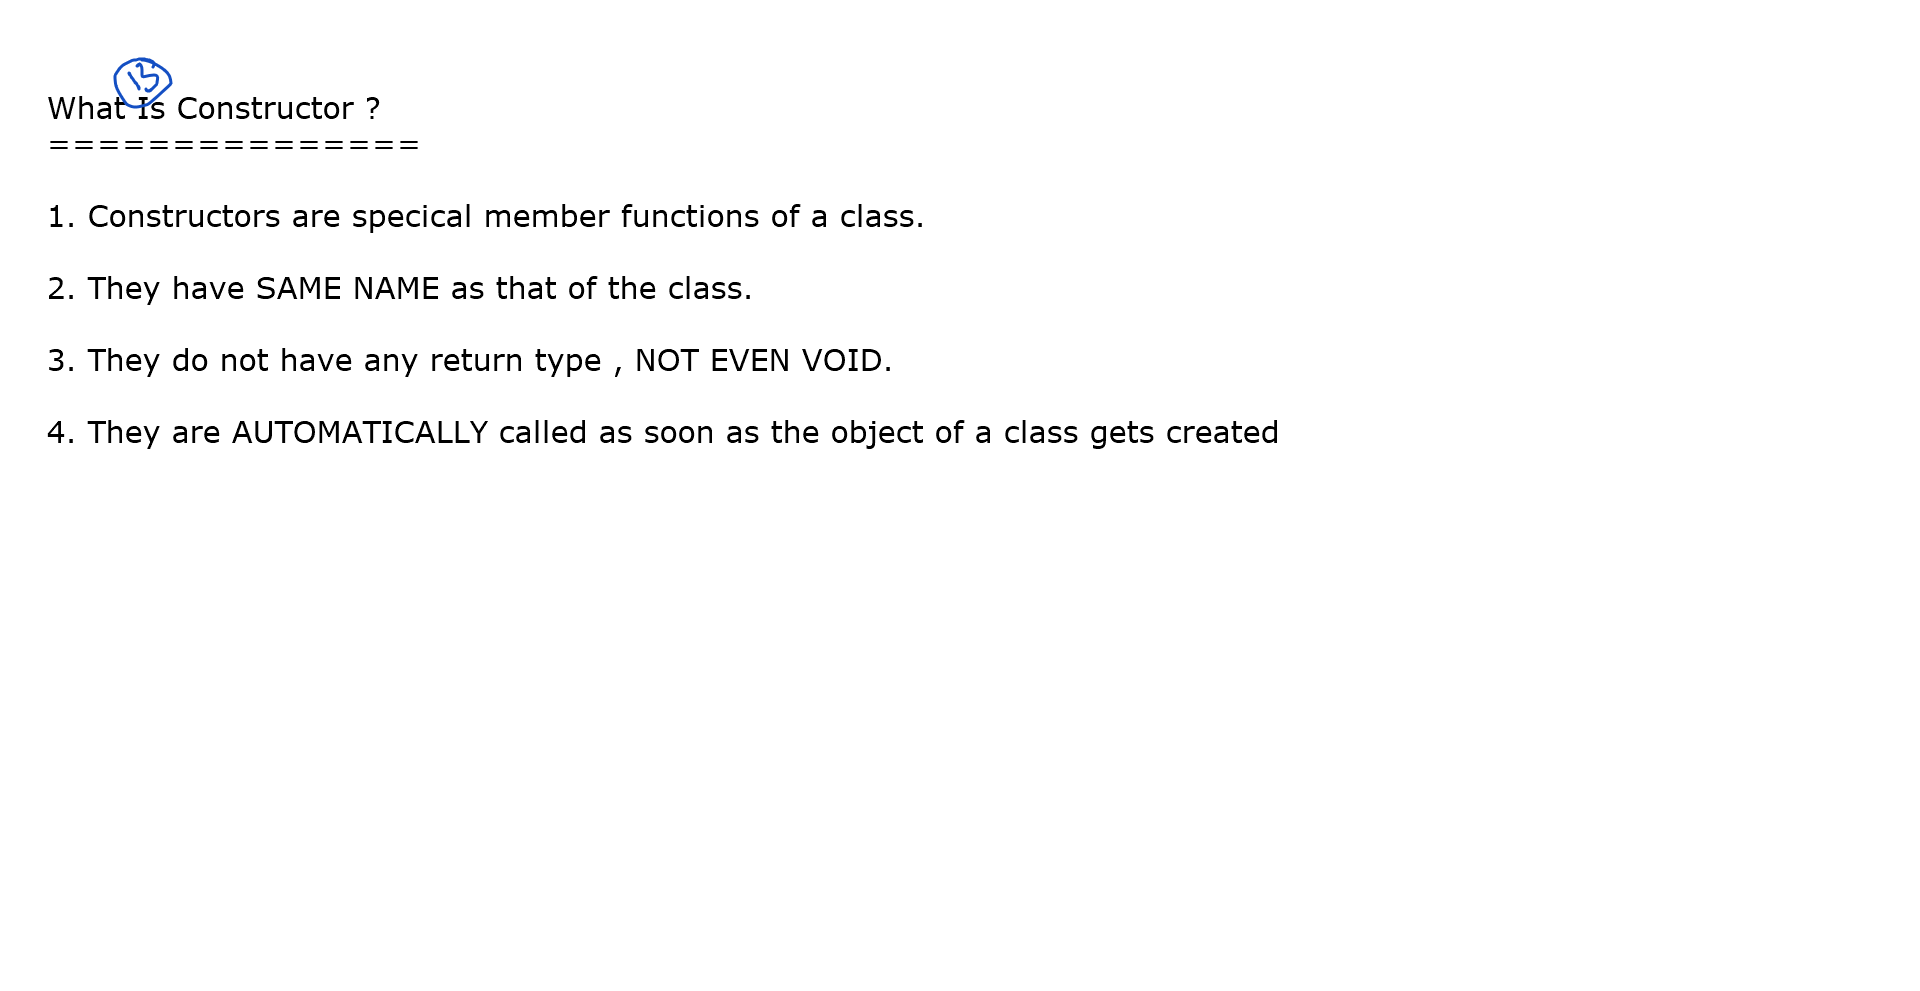 13
What Is Constructor ?
===============
1. Constructors are specical member functions of a class.
2. They have SAME NAME as that of the class.
3. They do not have any return type , NOT EVEN VOID.
4. They are AUTOMATICALLY called as soon as the object of a class gets created